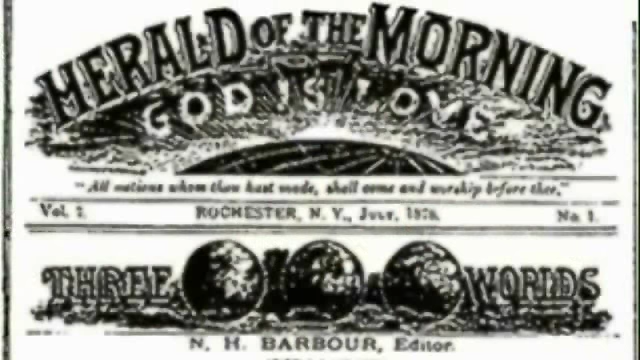 HERALD OF THE MORNING
GOD IS LOVE
"All nations whom thou hast made, shall come and worship before thee."
Vol. 7. ROCHESTER, N. Y., JULY, 1878. No. 1.
THREE WORLDS
N. H. BARBOUR, Editor.